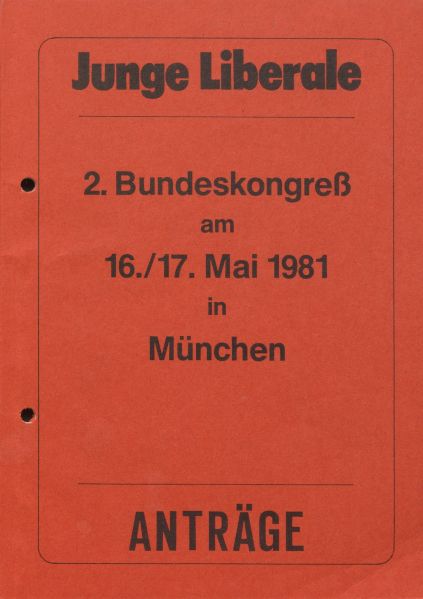 Junge Liberale
2. Bundeskongreß
am
16./17. Mai 1981
in
München
ANTRÄGE